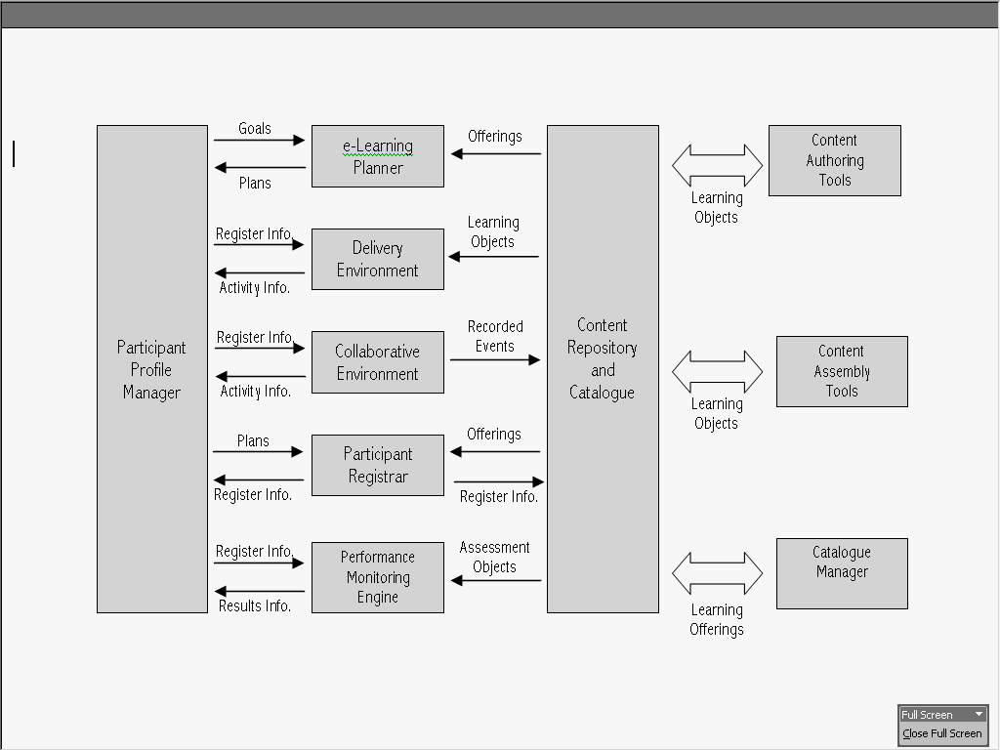 Goals
e-Learning
Planner
Plans
Offerings
Content
Authoring
Tools
Learning
Objects
Register Info.
Delivery
Environment
Activity Info.
Learning
Objects
Participant
Profile
Manager
Register Info.
Collaborative
Environment
Activity Info.
Recorded
Events
Content
Repository
and
Catalogue
Content
Assembly
Tools
Learning
Objects
Plans
Participant
Registrar
Register Info.
Offerings
Register Info.
Register Info.
Performance
Monitoring
Engine
Results Info.
Assessment
Objects
Catalogue
Manager
Learning
Offerings
Full Screen
Close Full Screen